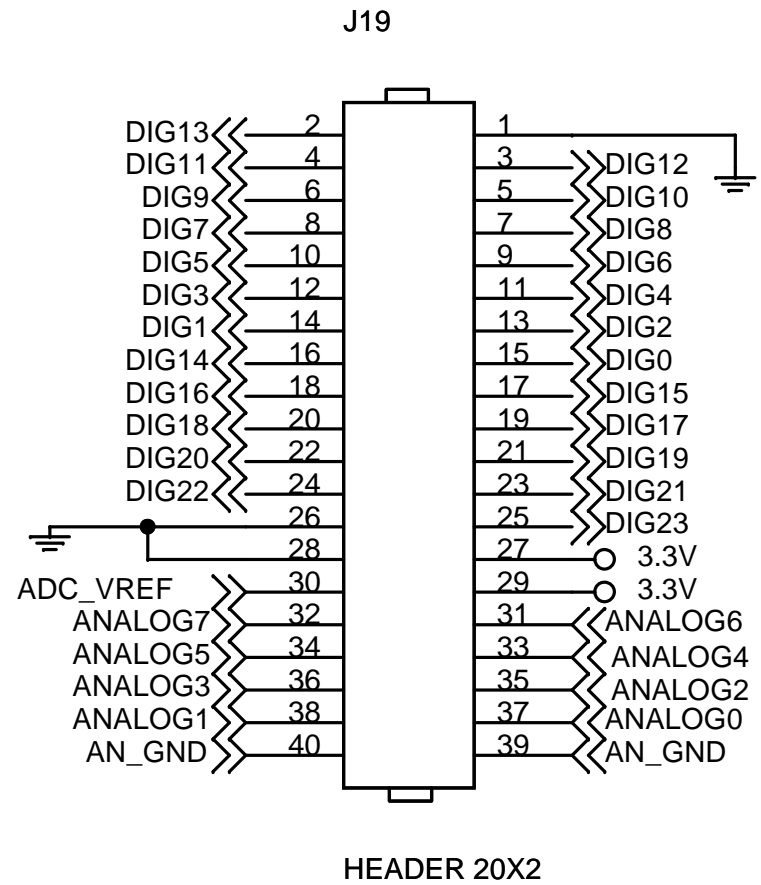 J19
DIG13 2 1
DIG11 4 3 DIG12
DIG9 6 5 DIG10
DIG7 8 7 DIG8
DIG5 10 9 DIG6
DIG3 12 11 DIG4
DIG1 14 13 DIG2
DIG14 16 15 DIG0
DIG16 18 17 DIG15
DIG18 20 19 DIG17
DIG20 22 21 DIG19
DIG22 24 23 DIG21
26 25 DIG23
28 27 3.3V
ADC_VREF 30 29 3.3V
ANALOG7 32 31 ANALOG6
ANALOG5 34 33 ANALOG4
ANALOG3 36 35 ANALOG2
ANALOG1 38 37 ANALOG0
AN_GND 40 39 AN_GND
HEADER 20X2